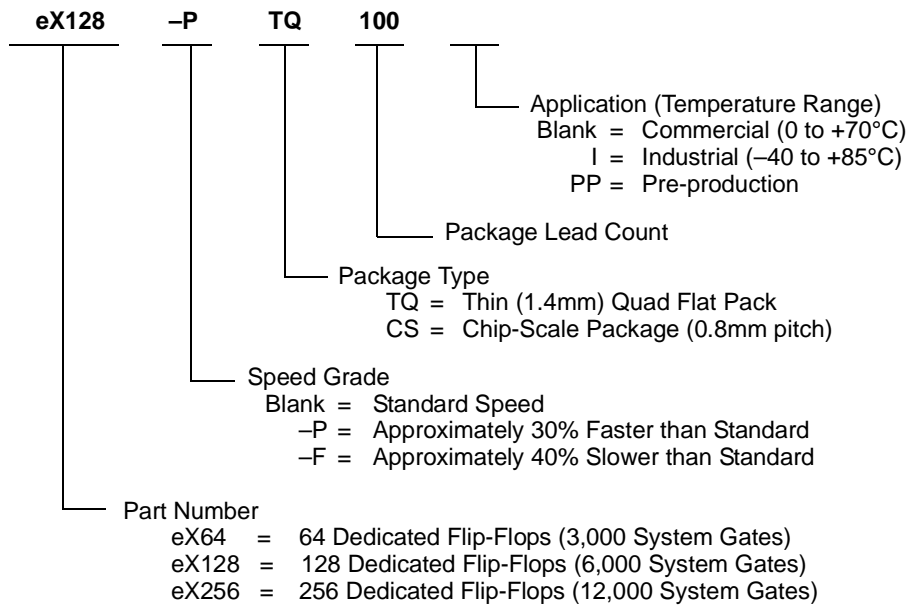 eX128 –P TQ 100
Application (Temperature Range)
Blank = Commercial (0 to +70°C)
I = Industrial (–40 to +85°C)
PP = Pre-production
Package Lead Count
Package Type
TQ = Thin (1.4mm) Quad Flat Pack
CS = Chip-Scale Package (0.8mm pitch)
Speed Grade
Blank = Standard Speed
–P = Approximately 30% Faster than Standard
–F = Approximately 40% Slower than Standard
Part Number
eX64 = 64 Dedicated Flip-Flops (3,000 System Gates)
eX128 = 128 Dedicated Flip-Flops (6,000 System Gates)
eX256 = 256 Dedicated Flip-Flops (12,000 System Gates)